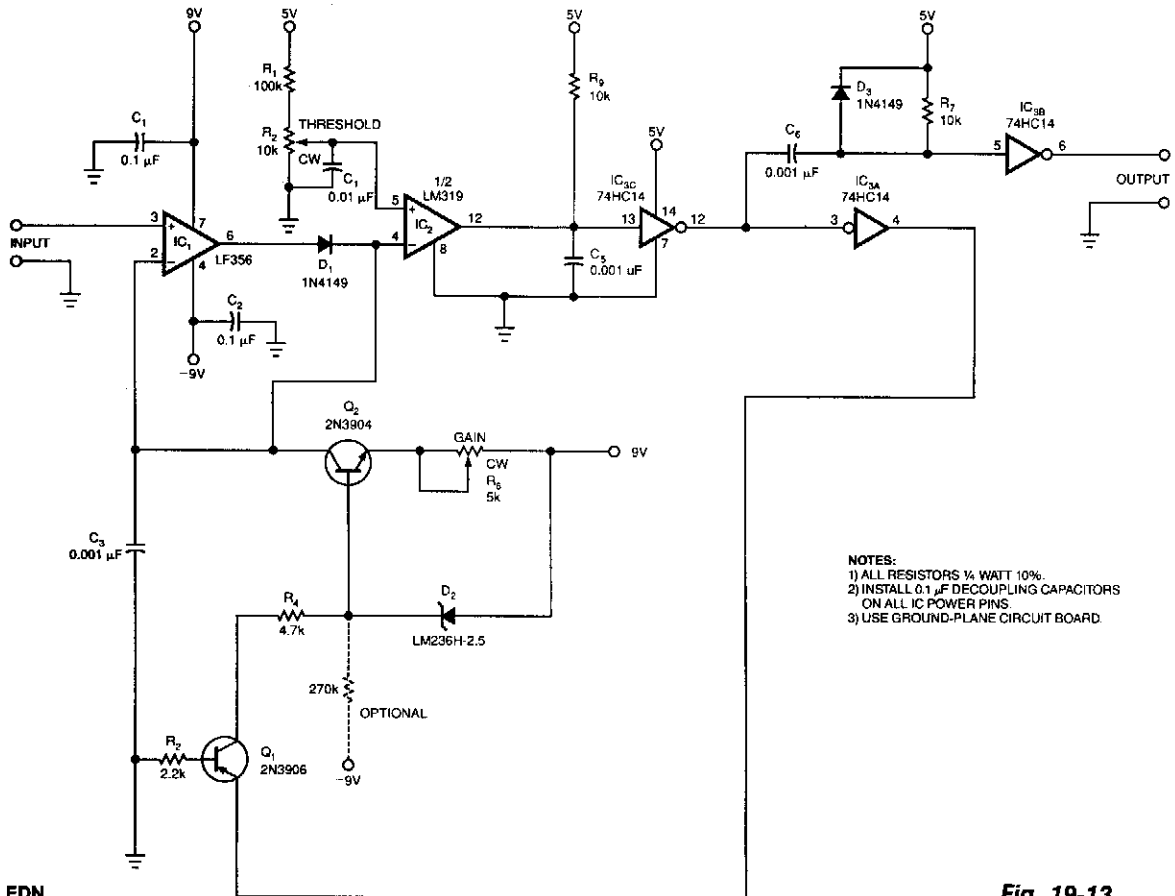 9V
5V
5V
5V
R1
100k
R9
10k
D3
1N4149
R7
10k
IC3B
74HC14
C1
0.1 µF
R2
10k
THRESHOLD
CW
C1
0.01 µF
5V
C6
0.001 µF
5
6
OUTPUT
1/2
LM319
IC3C
74HC14
IC3A
74HC14
INPUT
3
2
+
−
IC1
7
4
6
LF356
D1
1N4149
5
4
+
−
IC2
8
12
13
14
7
12
3
4
C5
0.001 uF
C2
0.1 µF
−9V
Q2
2N3904
GAIN
CW
R6
5k
9V
C3
0.001 µF
R4
4.7k
D2
LM236H-2.5
270k
OPTIONAL
R2
2.2k
Q1
2N3906
−9V
NOTES:
1) ALL RESISTORS ¼ WATT 10%.
2) INSTALL 0.1 µF DECOUPLING CAPACITORS
ON ALL IC POWER PINS.
3) USE GROUND-PLANE CIRCUIT BOARD.
EDN
Fig. 19-13